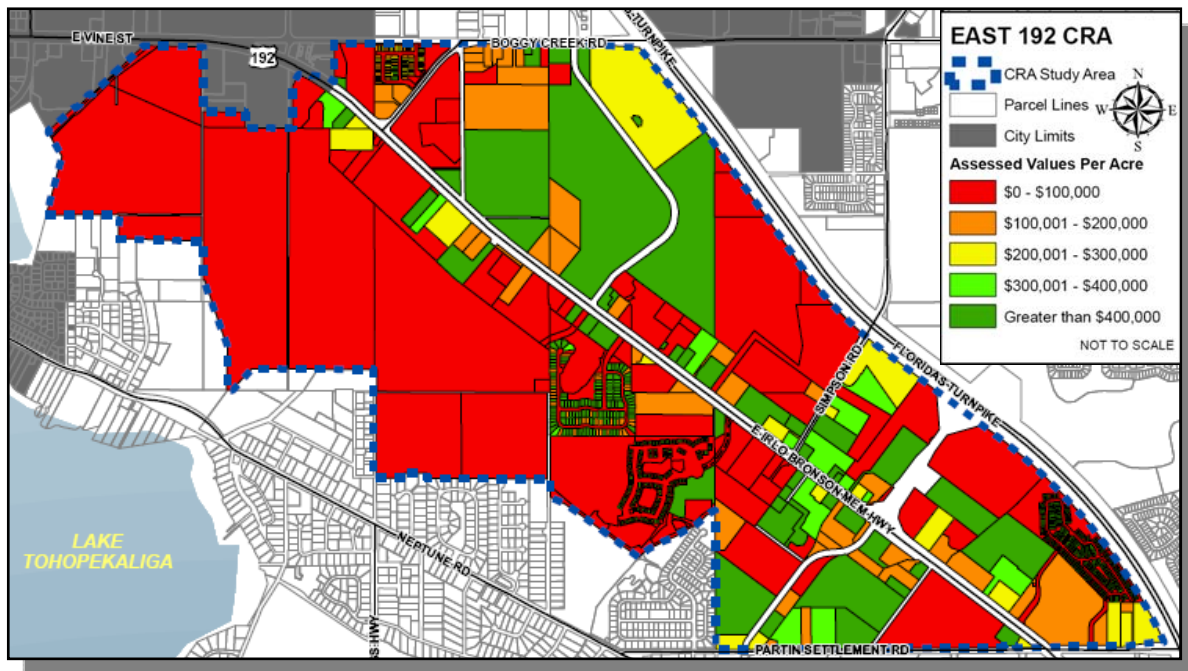 E VINE ST
192
BOGGY CREEK RD
S-TURNPIKE
EAST 192 CRA
CRA Study Area
Parcel Lines
City Limits
N
W
E
S
Assessed Values Per Acre
$0 - $100,000
$100,001 - $200,000
$200,001 - $300,000
$300,001 - $400,000
Greater than $400,000
NOT TO SCALE
FLORIDAS-TURNPIKE
SIMPSON RD
E-IRLO-BRONSON-MEM-HWY
LAKE
TOHOPEKALIGA
NEPTUNE RD
S HWY
PARTIN SETTLEMENT RD